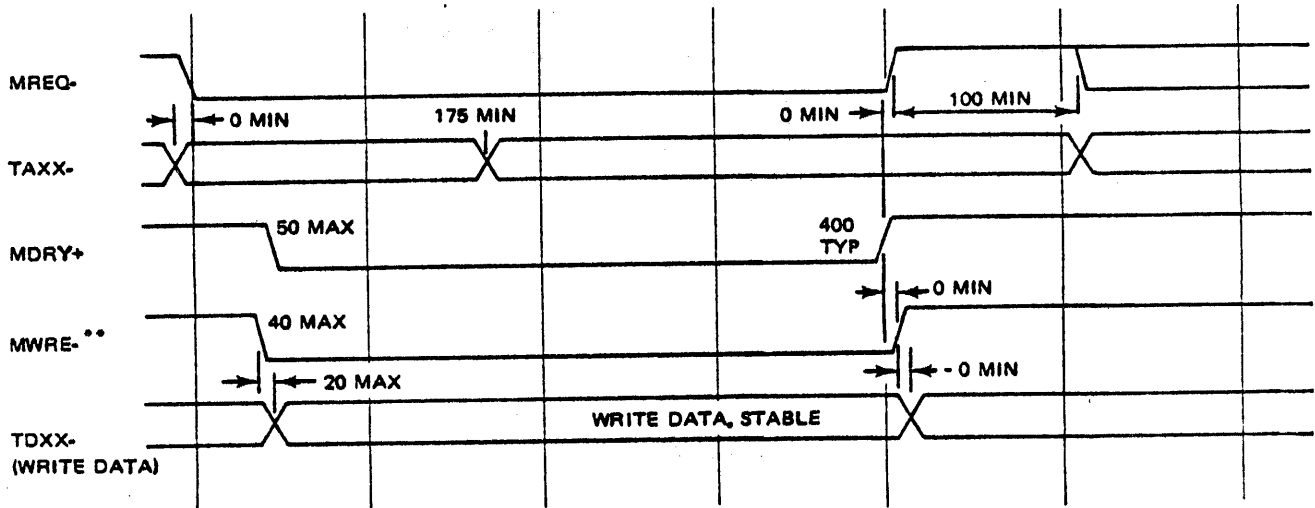 MREQ-
0 MIN
175 MIN
0 MIN
100 MIN
TAXX-
MDRY+
50 MAX
400
TYP
0 MIN
MWRE-**
40 MAX
20 MAX
- 0 MIN
TDXX-
(WRITE DATA)
WRITE DATA, STABLE